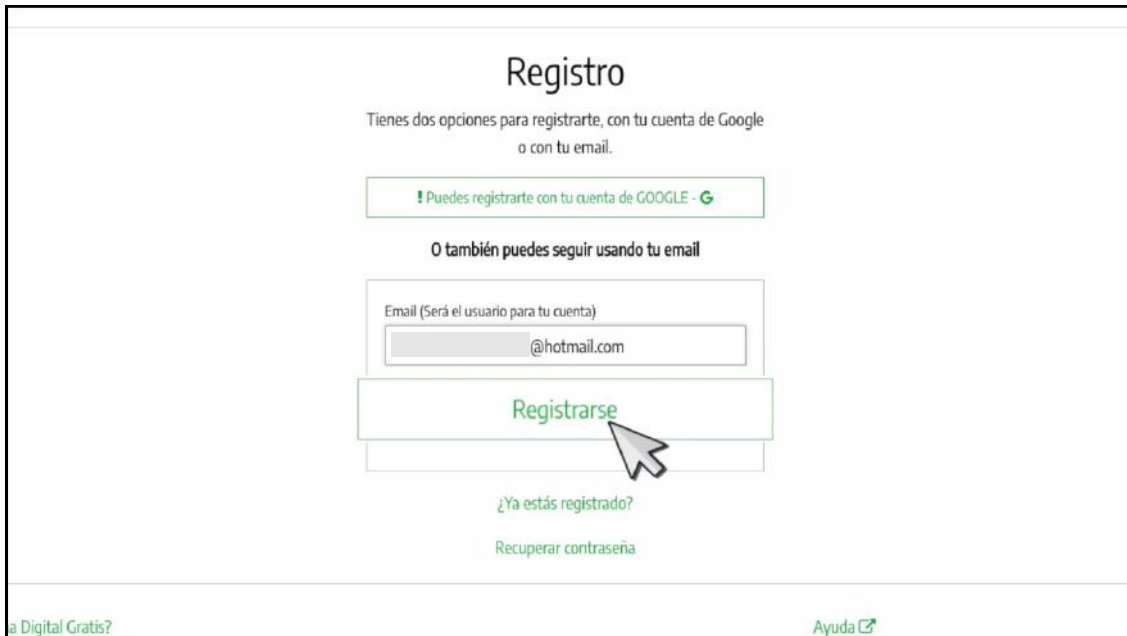 Registro
Tienes dos opciones para registrarte, con tu cuenta de Google
o con tu email.
! Puedes registrarte con tu cuenta de GOOGLE - G
O también puedes seguir usando tu email
Email (Será el usuario para tu cuenta)
@hotmail.com
Registrarse
¿Ya estás registrado?
Recuperar contraseña
a Digital Gratis?
Ayuda